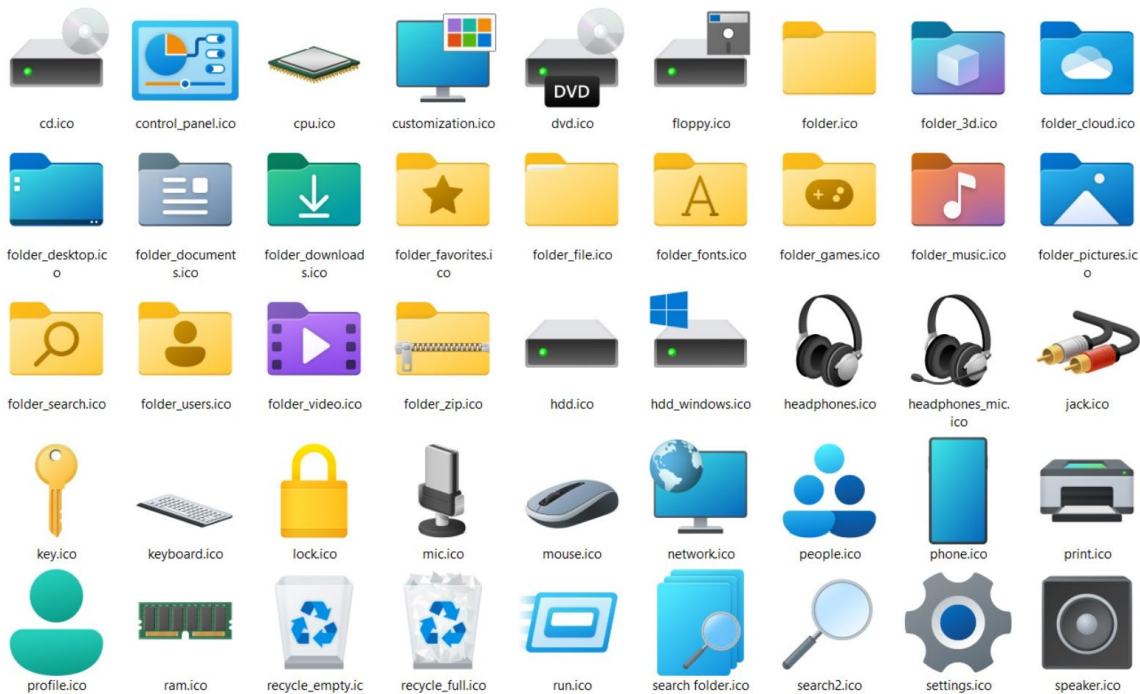 DVD
cd.ico
control_panel.ico
cpu.ico
customization.ico
dvd.ico
floppy.ico
folder.ico
folder_3d.ico
folder_cloud.ico
A
folder_desktop.ic
o
folder_document
s.ico
folder_download
s.ico
folder_favorites.i
co
folder_file.ico
folder_fonts.ico
folder_games.ico
folder_music.ico
folder_pictures.ic
o
folder_search.ico
folder_users.ico
folder_video.ico
folder_zip.ico
hdd.ico
hdd_windows.ico
headphones.ico
headphones_mic.
ico
jack.ico
key.ico
keyboard.ico
lock.ico
mic.ico
mouse.ico
network.ico
people.ico
phone.ico
print.ico
profile.ico
ram.ico
recycle_empty.ic
recycle_full.ico
run.ico
search folder.ico
search2.ico
settings.ico
speaker.ico